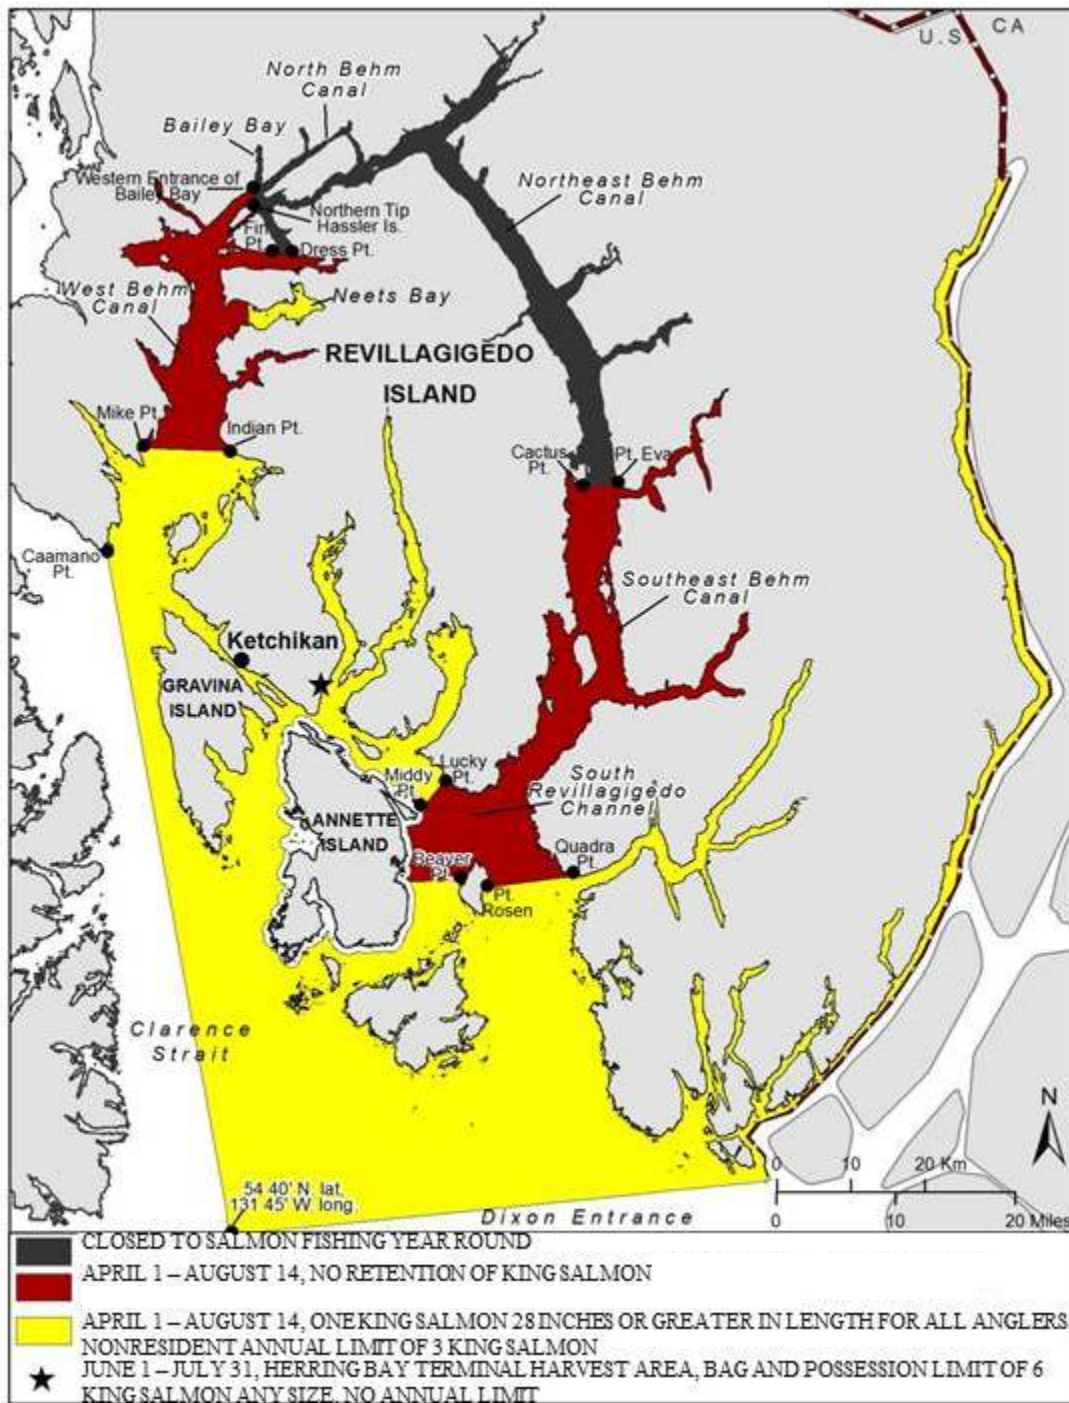 U.S
CA
North Behm
Canal
Bailey Bay
Western Entrance of
Bailey Bay
Northeast Behm
Canal
Northern Tip
Hassler Is.
Fin
Pt.
Dress Pt.
West Behm
Canal
Neets Bay
REVILLAGIGEDO
ISLAND
Mike Pt.
Indian Pt.
Cactus
Pt.
Pt. Eva
Caamano
Pt.
Southeast Behm
Canal
Ketchikan
GRAVINA
ISLAND
Lucky
Pt.
Middy
Pt.
South
Revillagigedo
Channel
ANNETTE
ISLAND
Beaver
Pt.
Quadra
Pt.
Pt.
Rosen
Clarence
Strait
N
0 10 20 Km
54 40' N. lat,
131 45' W. long.
Dixon Entrance
0 10 20 Miles
CLOSED TO SALMON FISHING YEAR ROUND
APRIL 1 – AUGUST 14, NO RETENTION OF KING SALMON
APRIL 1 – AUGUST 14, ONE KING SALMON 28 INCHES OR GREATER IN LENGTH FOR ALL ANGLERS
NONRESIDENT ANNUAL LIMIT OF 3 KING SALMON
JUNE 1 – JULY 31, HERRING BAY TERMINAL HARVEST AREA, BAG AND POSSESSION LIMIT OF 6
KING SALMON ANY SIZE. NO ANNUAL LIMIT